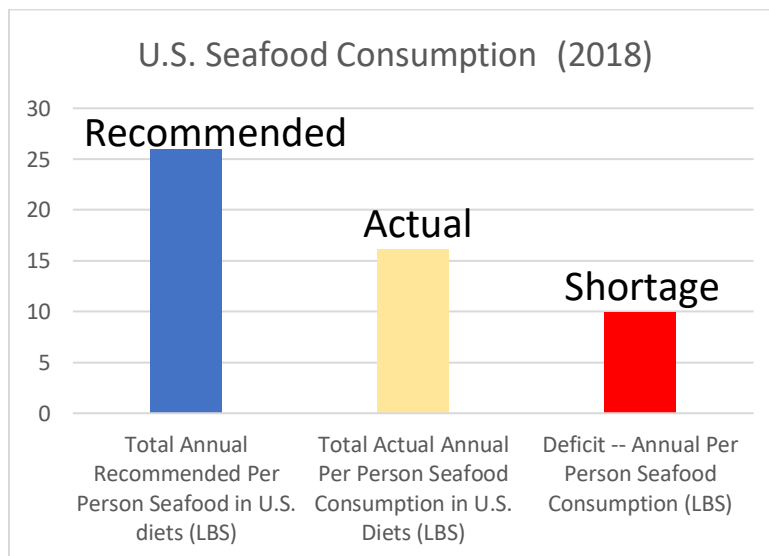 U.S. Seafood Consumption (2018)
30
25
20
15
10
5
0
Recommended
Actual
Shortage
Total Annual
Recommended Per
Person Seafood in U.S.
diets (LBS)
Total Actual Annual
Per Person Seafood
Consumption in U.S.
Diets (LBS)
Deficit -- Annual Per
Person Seafood
Consumption (LBS)